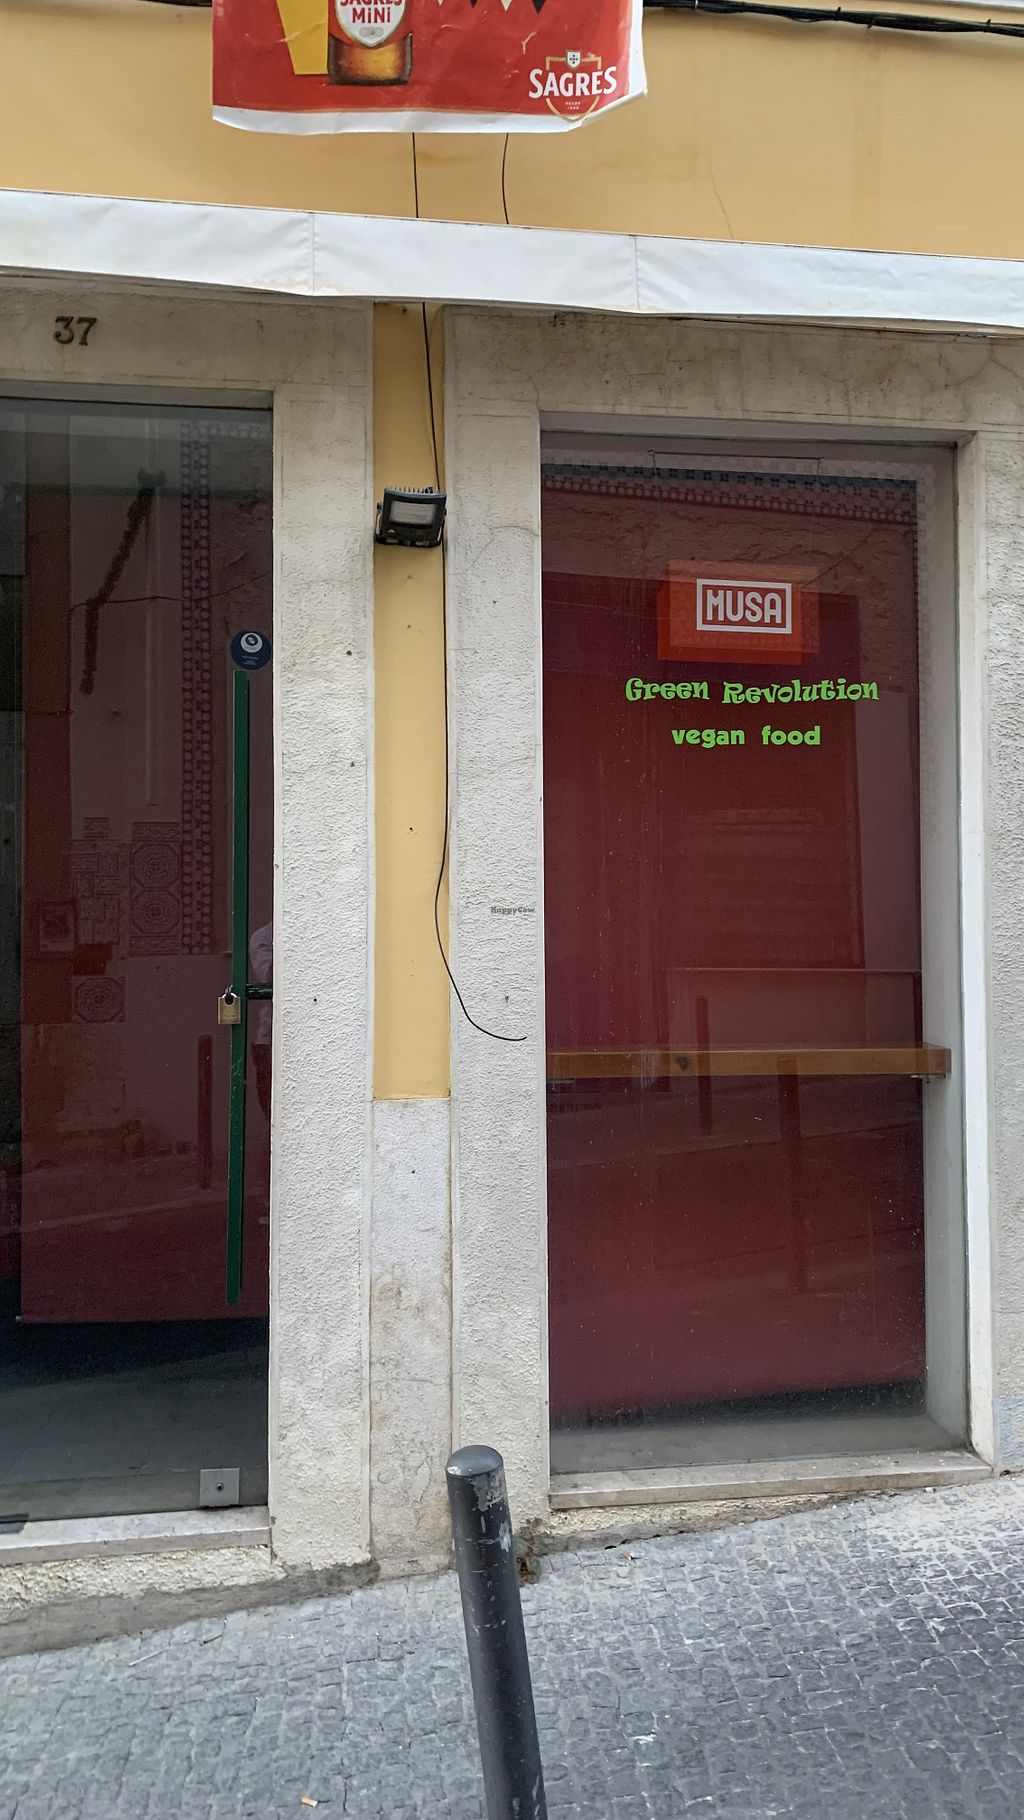 SAGRES
MiNi
SAGRES
37
MUSA
Green Revolution
vegan food
HappyCow